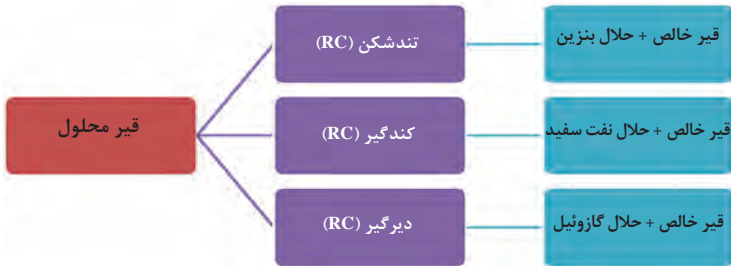 قیر محلول
تندشکن (RC)
قیر خالص + حلال بنزین
کندگیر (RC)
قیر خالص + حلال نفت سفید
دیرگیر (RC)
قیر خالص + حلال گازوئیل